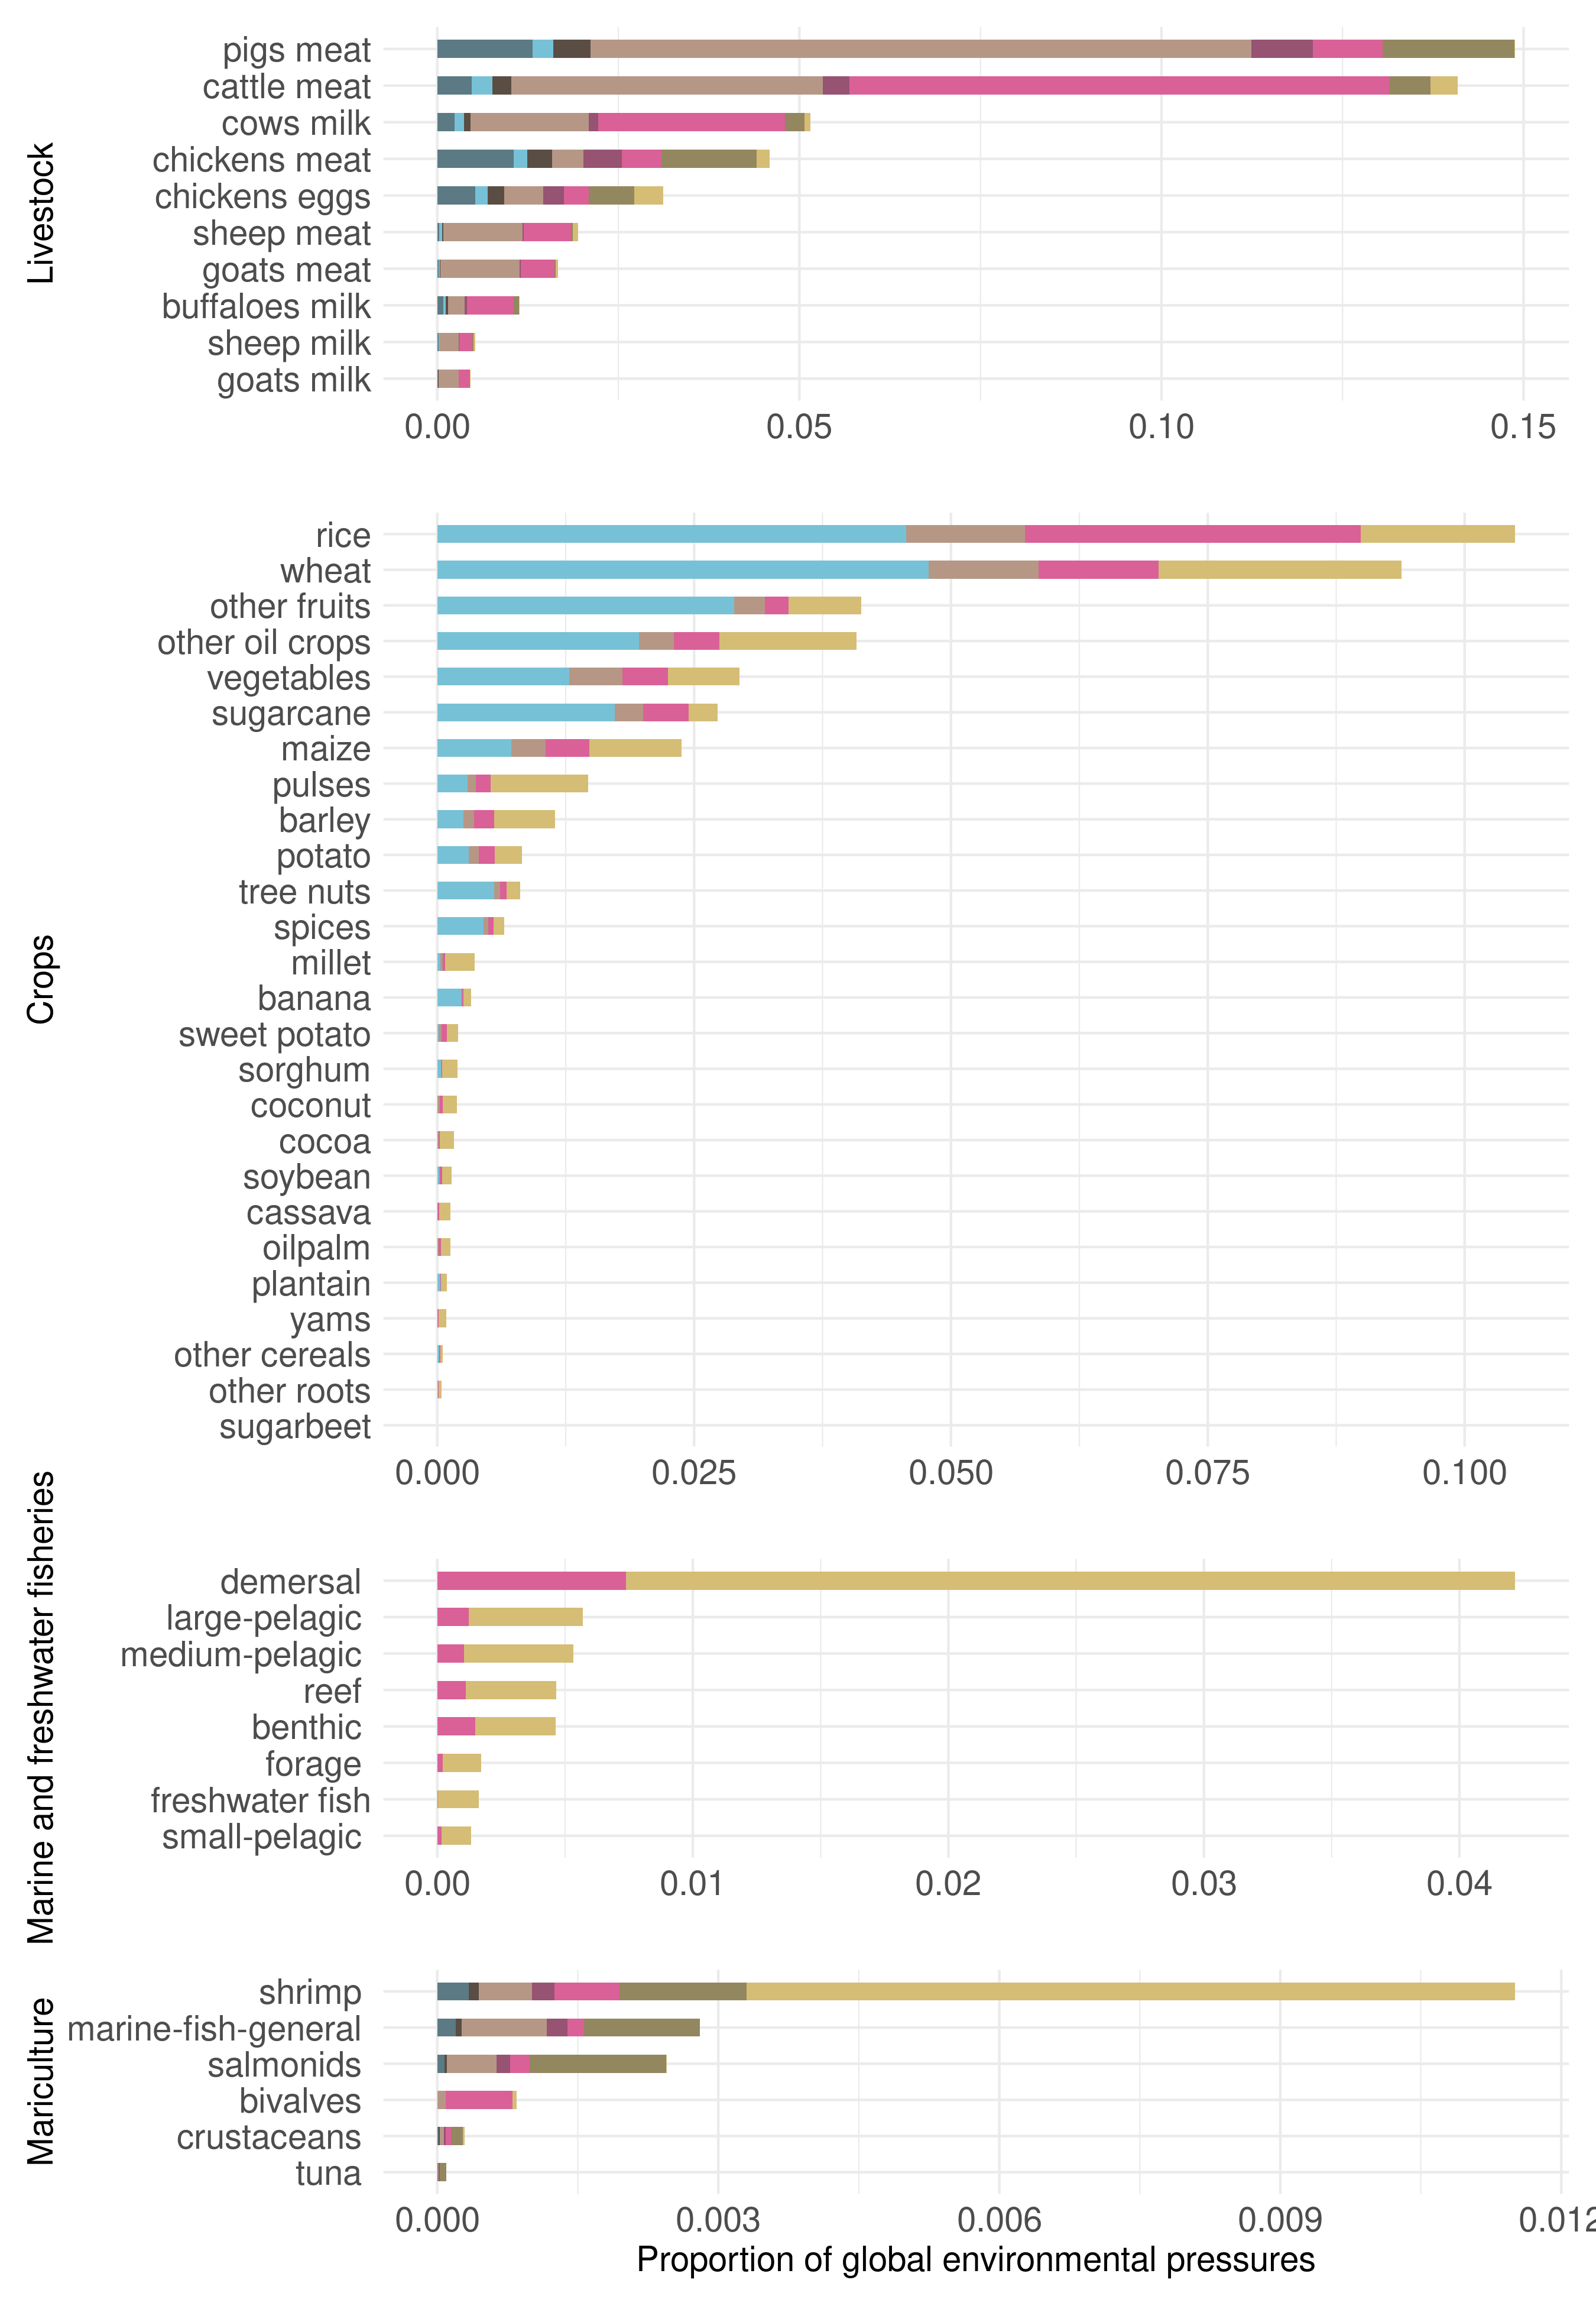 Livestock
pigs meat
cattle meat
cows milk
chickens meat
chickens eggs
sheep meat
goats meat
buffaloes milk
sheep milk
goats milk
0.00 0.05 0.10 0.15
Crops
rice
wheat
other fruits
other oil crops
vegetables
sugarcane
maize
pulses
barley
potato
tree nuts
spices
millet
banana
sweet potato
sorghum
coconut
cocoa
soybean
cassava
oilpalm
plantain
yams
other cereals
other roots
sugarbeet
0.000 0.025 0.050 0.075 0.100
Marine and freshwater fisheries
demersal
large-pelagic
medium-pelagic
reef
benthic
forage
freshwater fish
small-pelagic
0.00 0.01 0.02 0.03 0.04
Mariculture
shrimp
marine-fish-general
salmonids
bivalves
crustaceans
tuna
0.000 0.003 0.006 0.009 0.012
Proportion of global environmental pressures